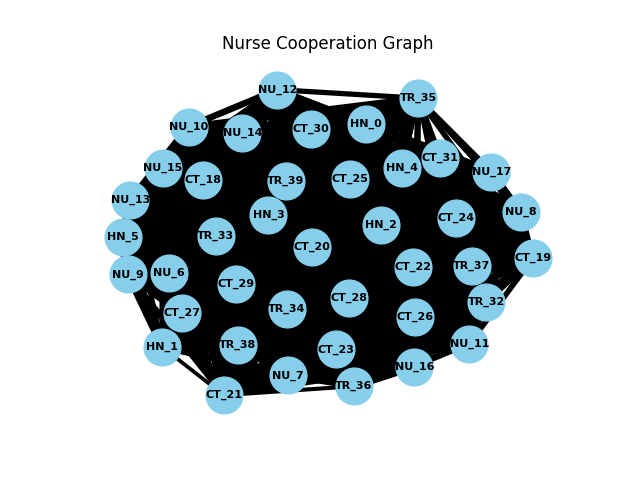 Nurse Cooperation Graph
NU_12
TR_35
HN_0
NU_10
CT_30
NU_14
CT_31
NU_15
HN_4
NU_17
CT_18
TR_39
CT_25
NU_13
NU_8
HN_3
CT_24
HN_2
HN_5
TR_33
CT_20
CT_19
NU_9
NU_6
CT_22
TR_37
CT_29
CT_28
TR_32
CT_27
TR_34
CT_26
HN_1
TR_38
CT_23
NU_11
NU_7
NU_16
TR_36
CT_21